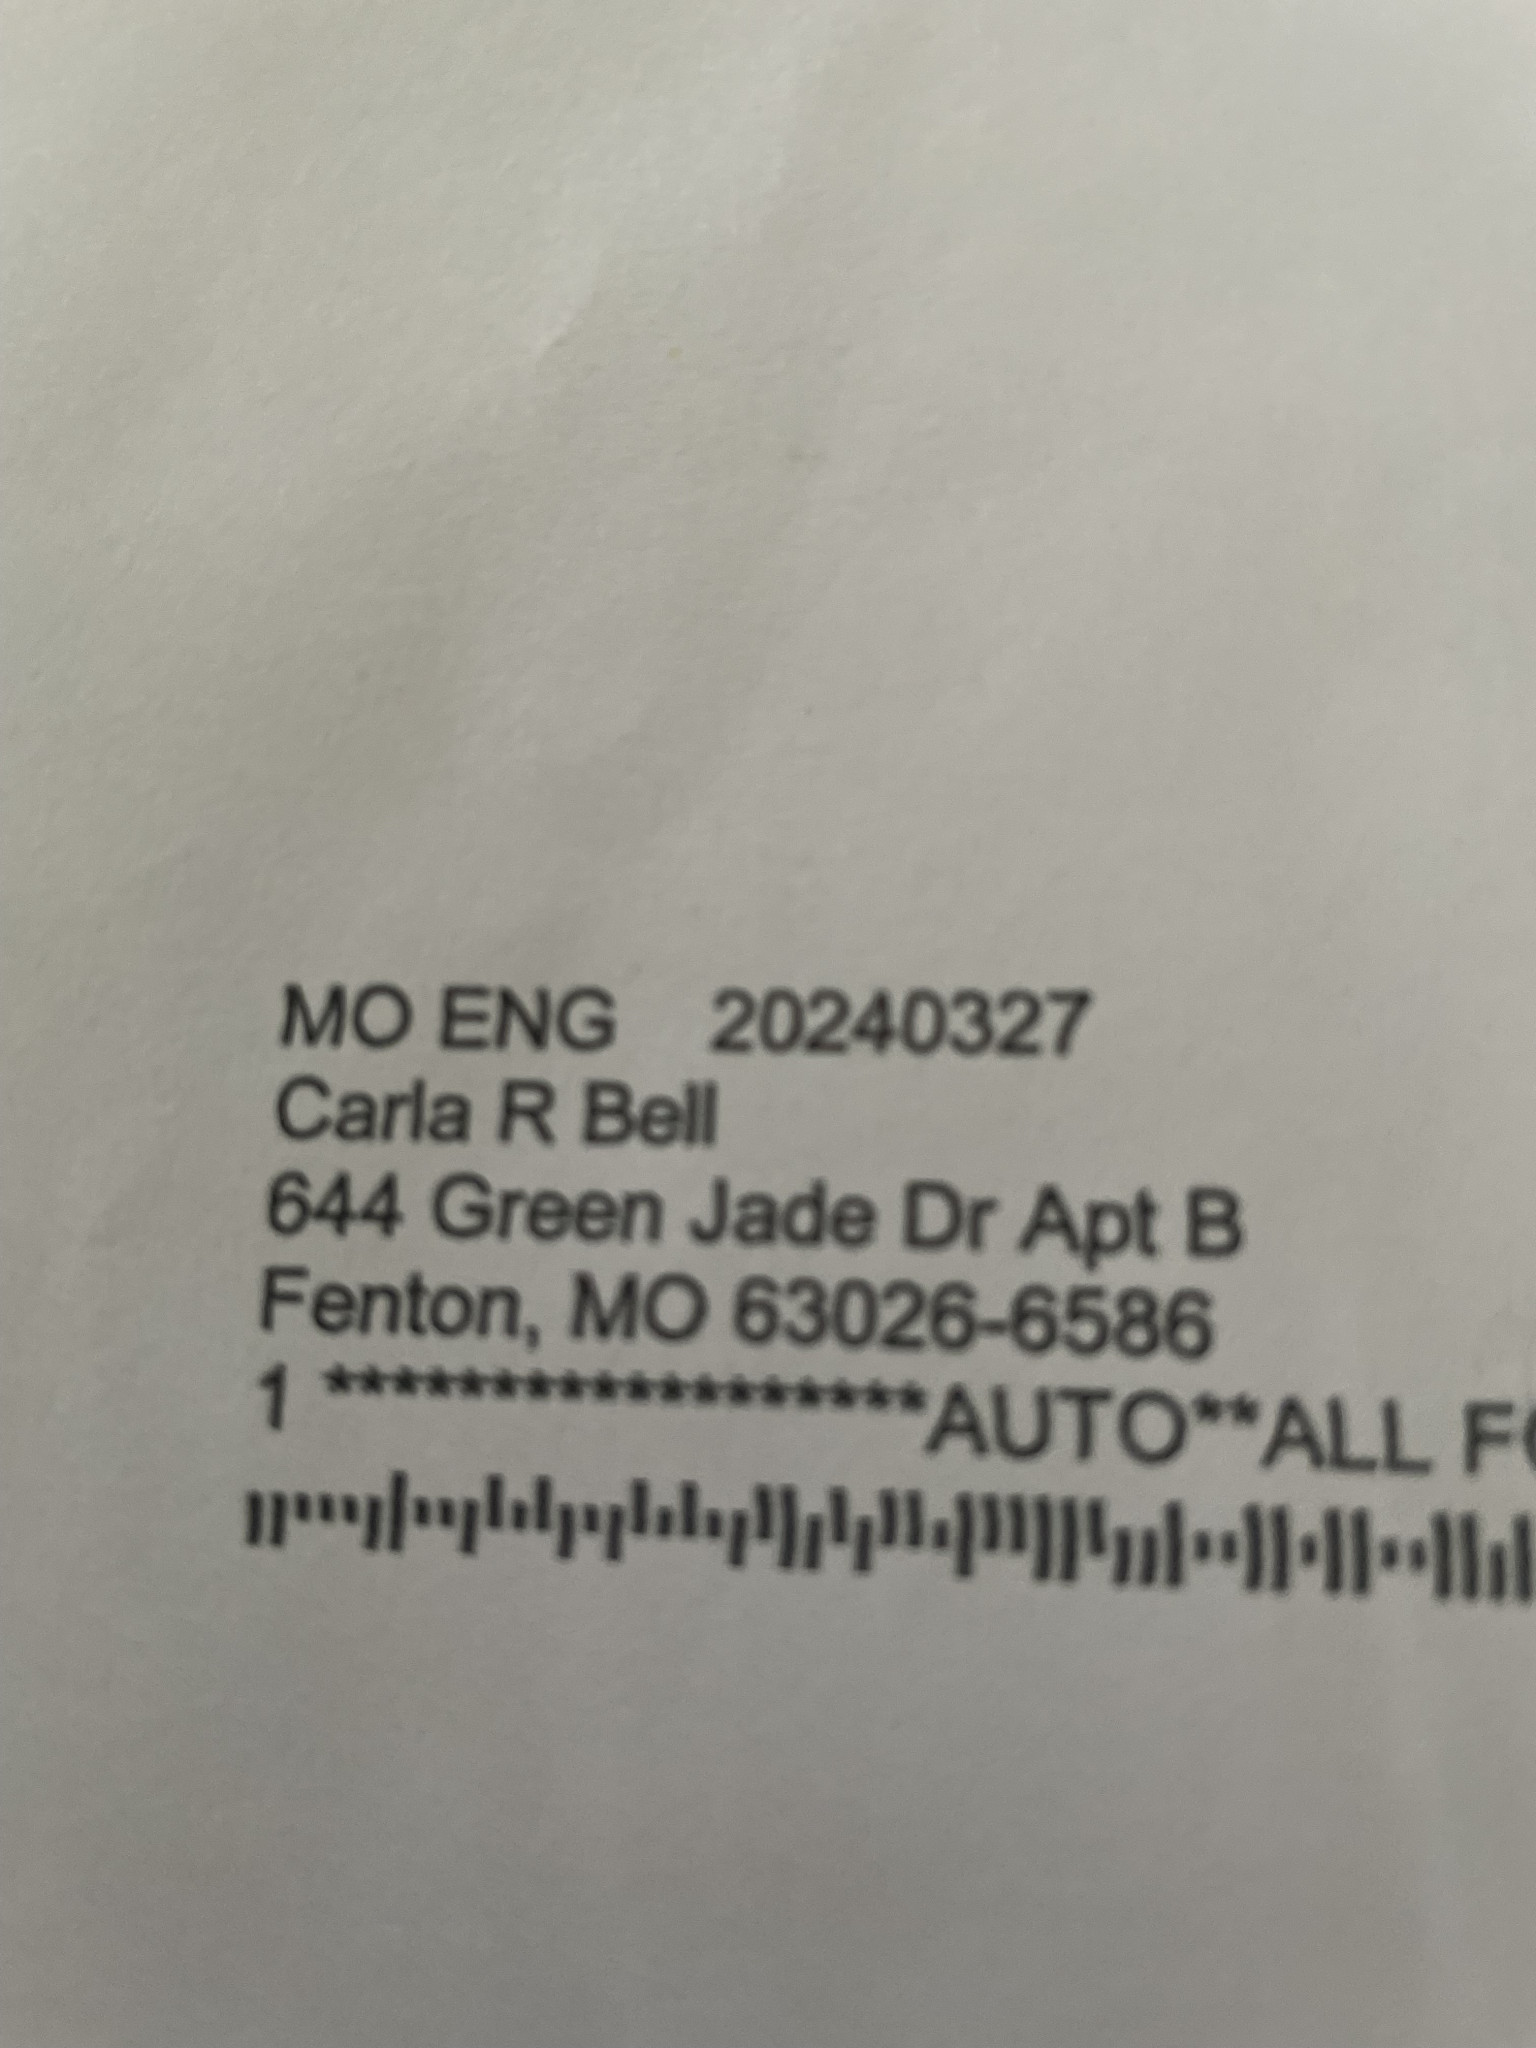 MO ENG 20240327
Carla R Bell
644 Green Jade Dr Apt B
Fenton, MO 63026-6586
1 ******************AUTO**ALL